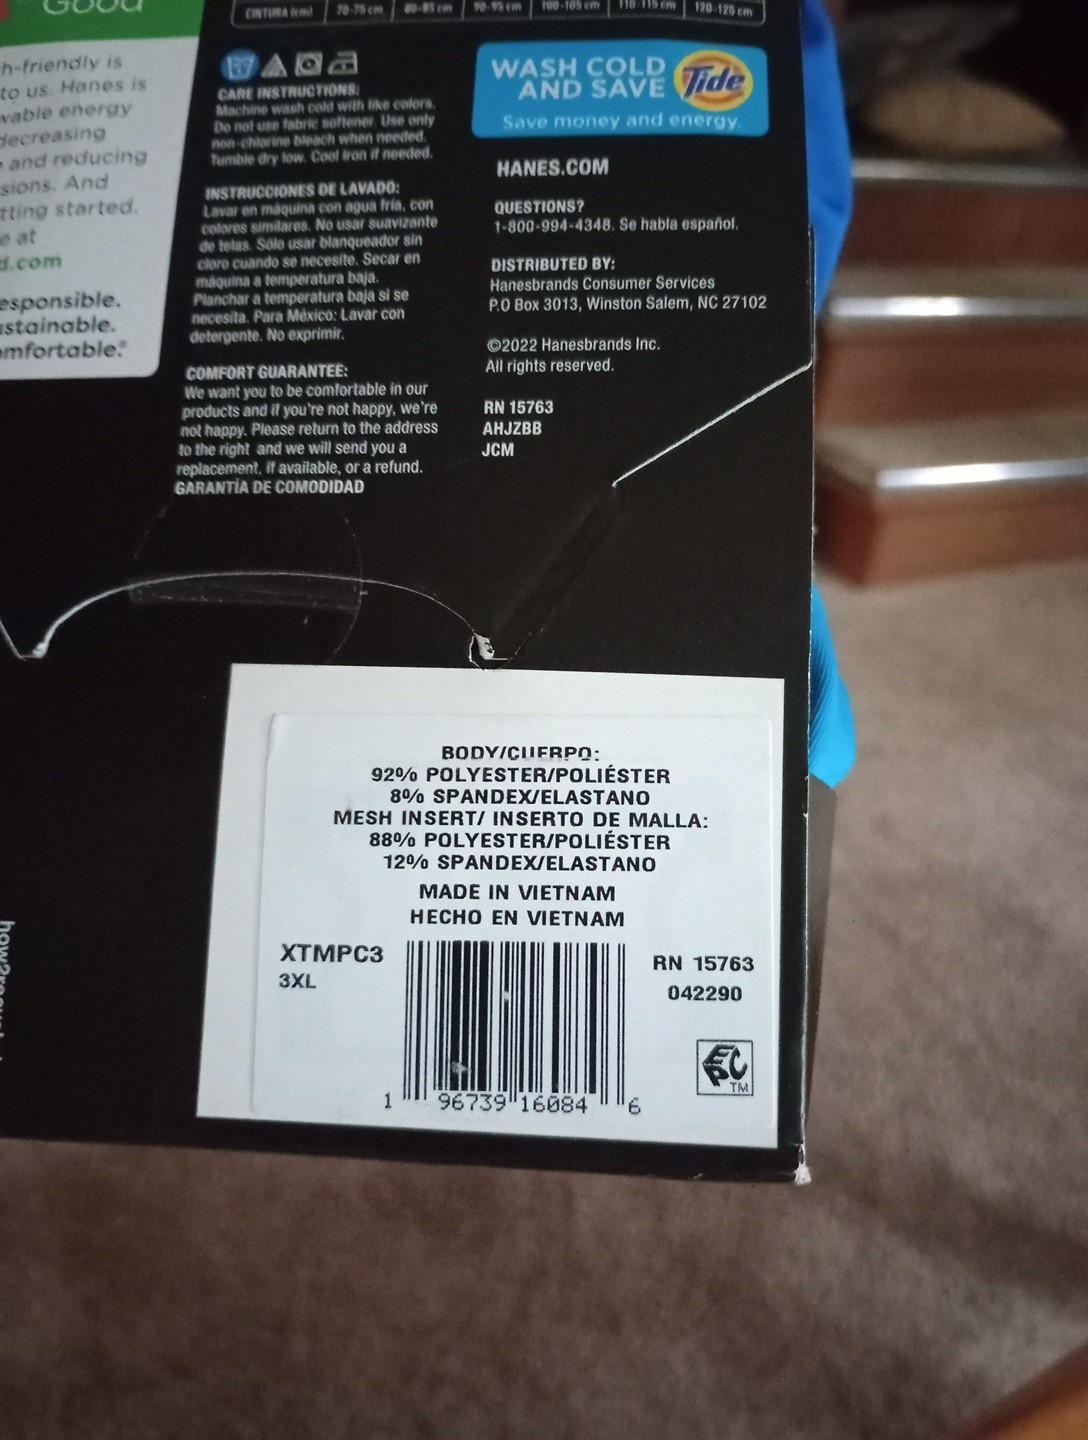 Good
h-friendly is
to us. Hanes is
vable energy
decreasing
and reducing
sions. And
tting started.
e at
d.com
esponsible.
ustainable.
omfortable.®
CINTURA (cm) 70-75 cm 80-85 cm 90-95 cm 100-105 cm 110-115 cm 120-125 cm
CARE INSTRUCTIONS:
Machine wash cold with like colors.
Do not use fabric softener. Use only
non-chlorine bleach when needed.
Tumble dry low. Cool iron if needed.
INSTRUCCIONES DE LAVADO:
Lavar en máquina con agua fría, con
colores similares. No usar suavizante
de telas. Sólo usar blanqueador sin
cloro cuando se necesite. Secar en
máquina a temperatura baja.
Planchar a temperatura baja si se
necesita. Para México: Lavar con
detergente. No exprimir.
COMFORT GUARANTEE:
We want you to be comfortable in our
products and if you're not happy, we're
not happy. Please return to the address
to the right and we will send you a
replacement, if available, or a refund.
GARANTÍA DE COMODIDAD
WASH COLD
AND SAVE
Tide
Save money and energy.
HANES.COM
QUESTIONS?
1-800-994-4348. Se habla español.
DISTRIBUTED BY:
Hanesbrands Consumer Services
P.O Box 3013, Winston Salem, NC 27102
©2022 Hanesbrands Inc.
All rights reserved.
RN 15763
AHJZBB
JCM
BODY/CUERPO:
92% POLYESTER/POLIÉSTER
8% SPANDEX/ELASTANO
MESH INSERT/ INSERTO DE MALLA:
88% POLYESTER/POLIÉSTER
12% SPANDEX/ELASTANO
MADE IN VIETNAM
HECHO EN VIETNAM
XTMPC3
3XL
RN 15763
042290
EPC
TM
1 96739 16084 6